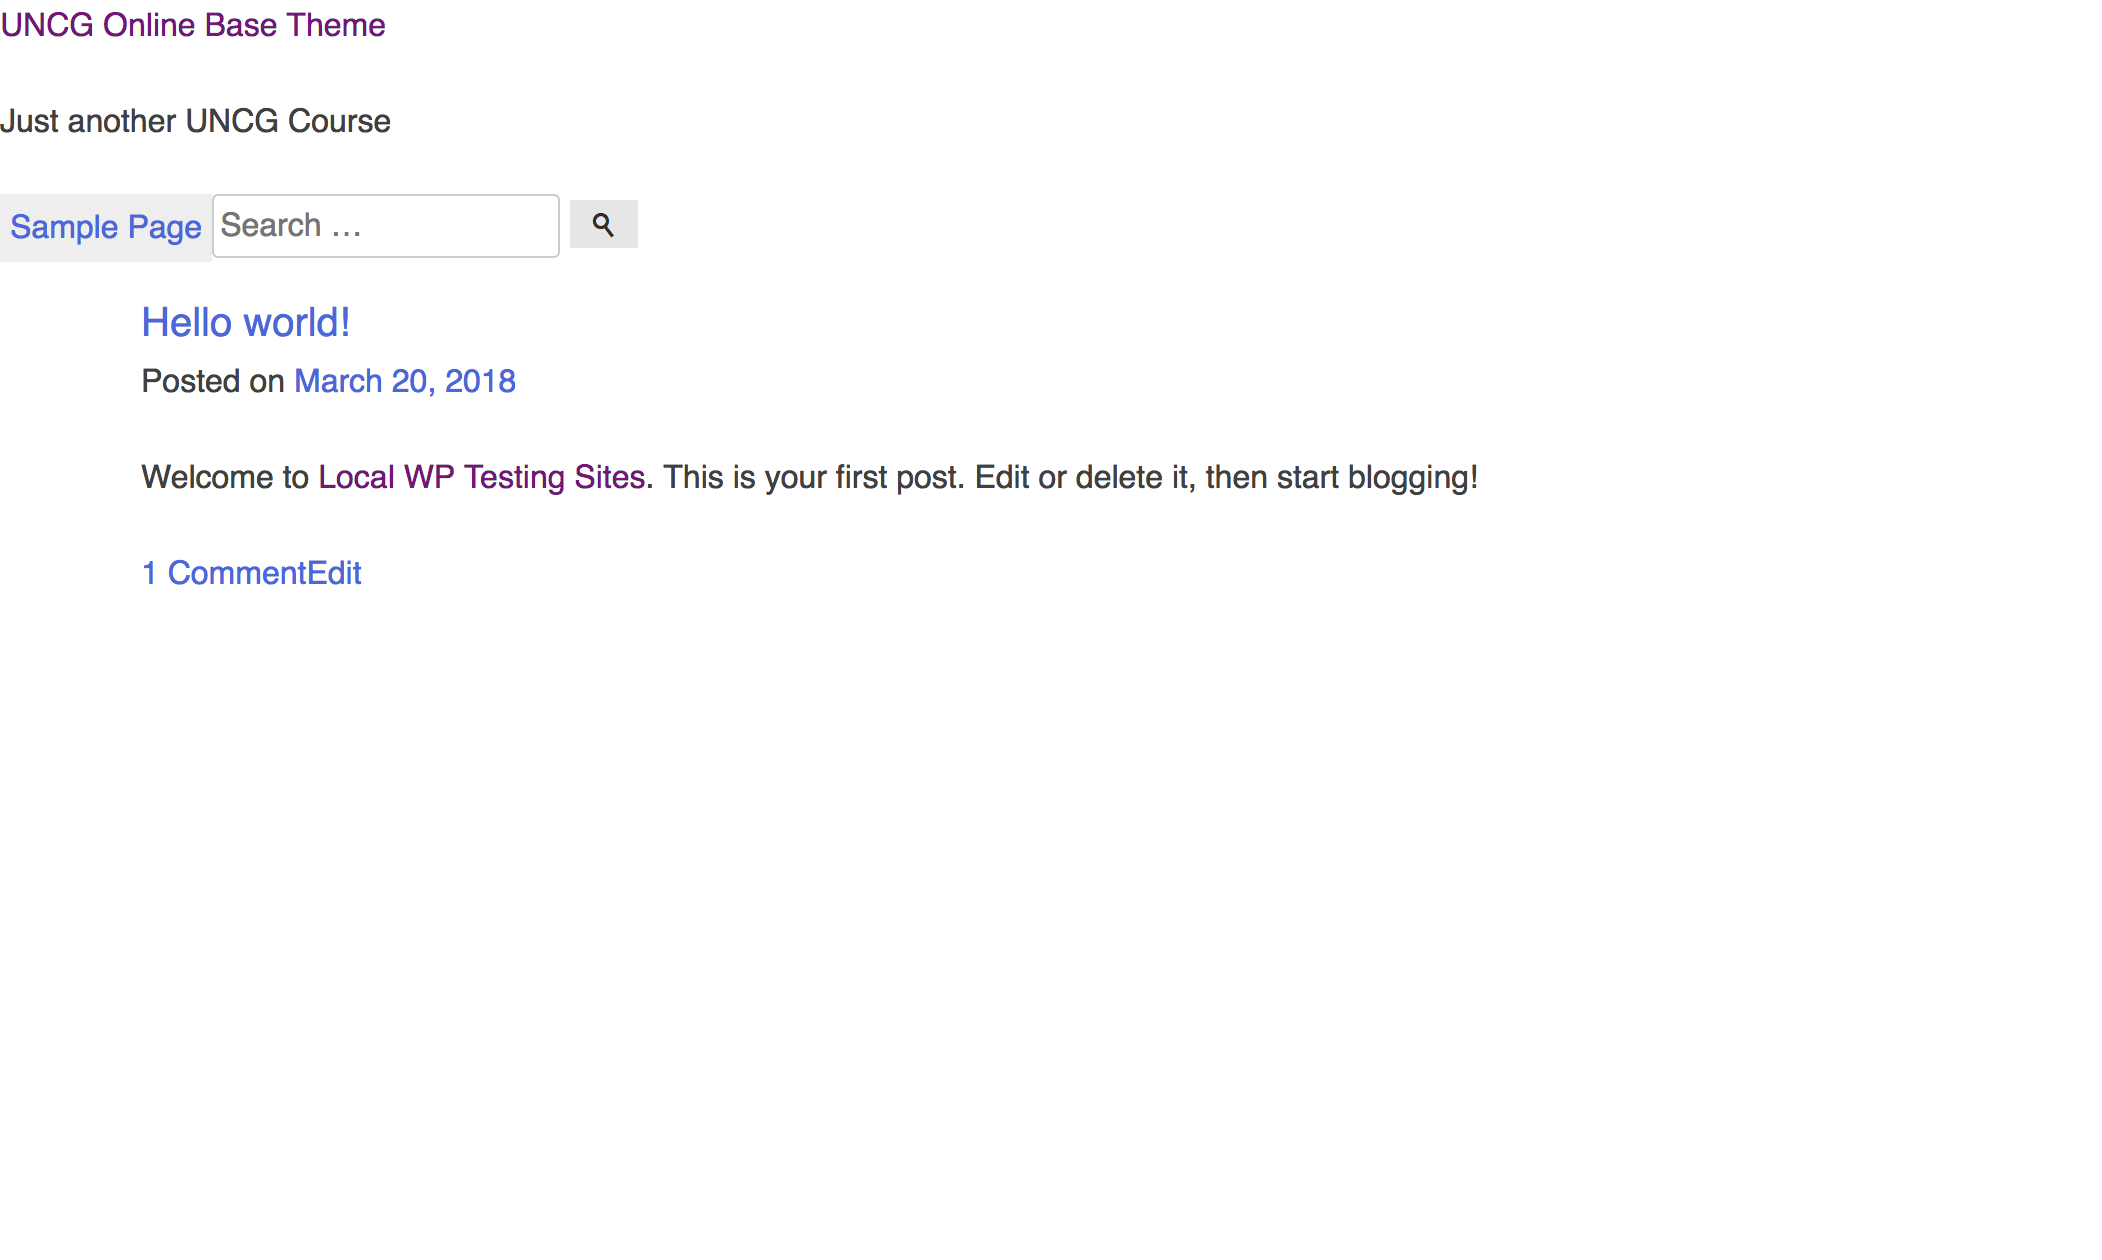 UNCG Online Base Theme
Just another UNCG Course
Sample Page Search …
Hello world!
Posted on March 20, 2018
Welcome to Local WP Testing Sites. This is your first post. Edit or delete it, then start blogging!
1 CommentEdit